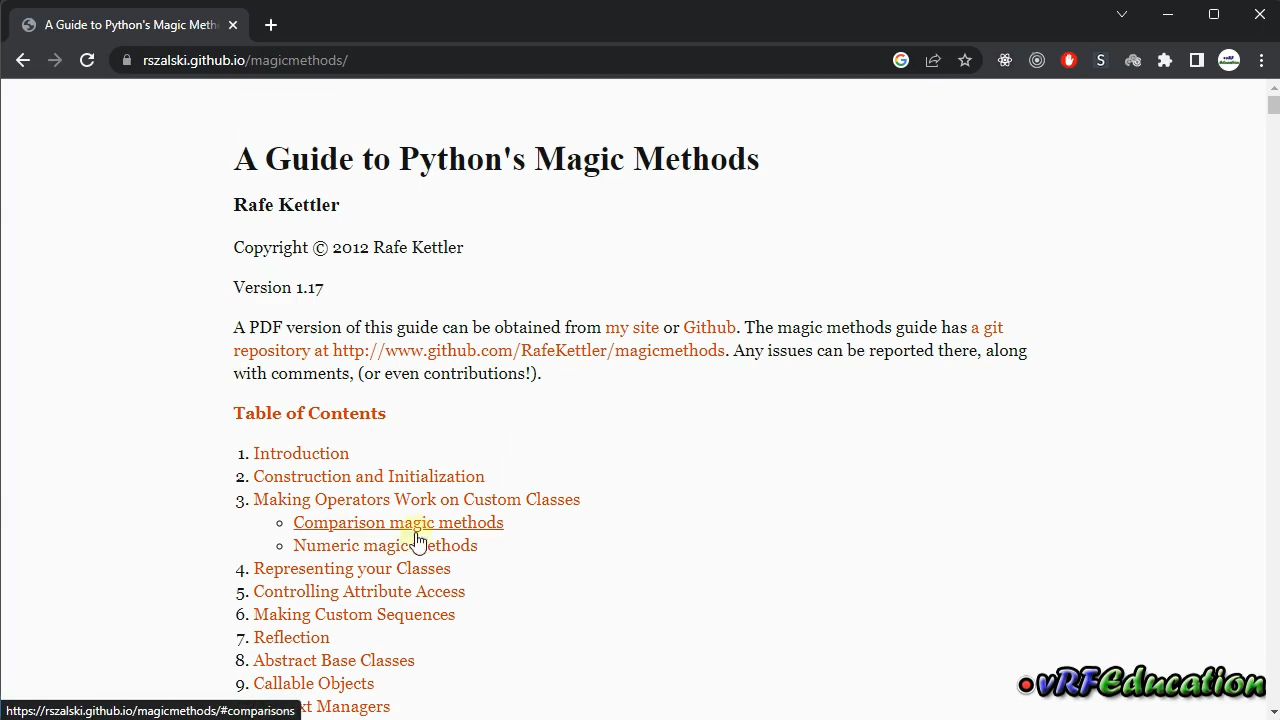 A Guide to Python's Magic Meth
rszalski.github.io/magicmethods/
A Guide to Python's Magic Methods
Rafe Kettler
Copyright © 2012 Rafe Kettler
Version 1.17
A PDF version of this guide can be obtained from my site or Github. The magic methods guide has a git
repository at http://www.github.com/RafeKettler/magicmethods. Any issues can be reported there, along
with comments, (or even contributions!).
Table of Contents
1. Introduction
2. Construction and Initialization
3. Making Operators Work on Custom Classes
◦ Comparison magic methods
◦ Numeric magic methods
4. Representing your Classes
5. Controlling Attribute Access
6. Making Custom Sequences
7. Reflection
8. Abstract Base Classes
9. Callable Objects
xt Managers
https://rszalski.github.io/magicmethods/#comparisons
vRFEducation